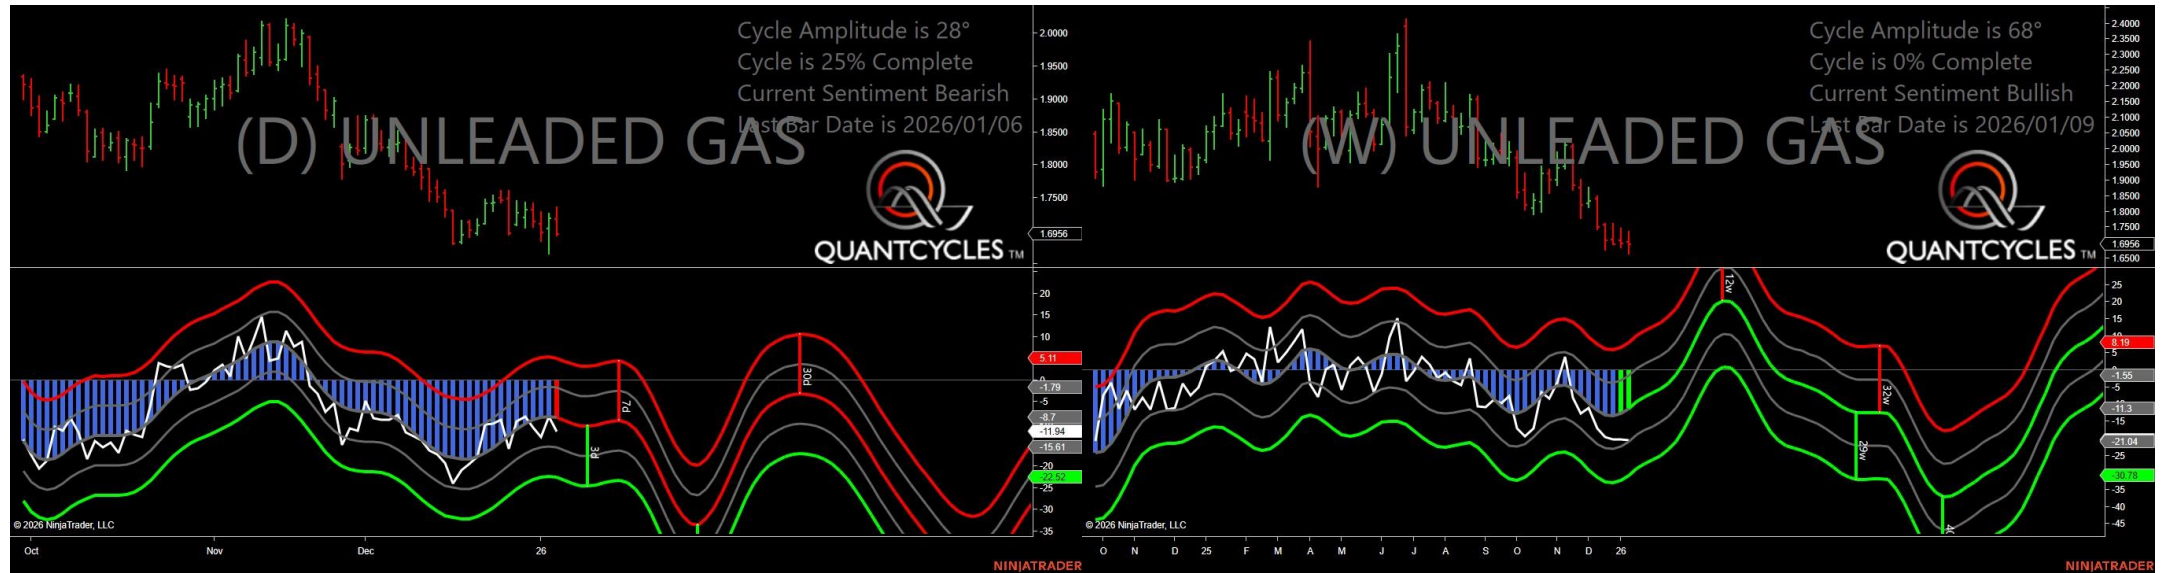 Cycle Amplitude is 28°
Cycle is 25% Complete
Current Sentiment Bearish
Last Bar Date is 2026/01/06
(D) UNLEADED GAS
QUANTCYCLES TM
2.0000
1.9500
1.9000
1.8500
1.8000
1.7500
1.6956
20
15
10
5.11
0
-1.79
-5
-8.7
-11.94
-15.61
-20
-22.52
-25
-30
-35
7d
3d
30d
© 2026 NinjaTrader, LLC
Oct Nov Dec 26
NINJATRADER
Cycle Amplitude is 68°
Cycle is 0% Complete
Current Sentiment Bullish
Last Bar Date is 2026/01/09
(W) UNLEADED GAS
QUANTCYCLES TM
2.4000
2.3500
2.3000
2.2500
2.2000
2.1500
2.1000
2.0500
2.0000
1.9500
1.9000
1.8500
1.8000
1.7500
1.6956
1.6500
25
20
15
8.19
5
-1.55
-5
-11.3
-15
-21.04
-25
-30.78
-35
-40
-45
12w
32w
29w
© 2026 NinjaTrader, LLC
O N D 25 F M A M J J A S O N D 26
NINJATRADER